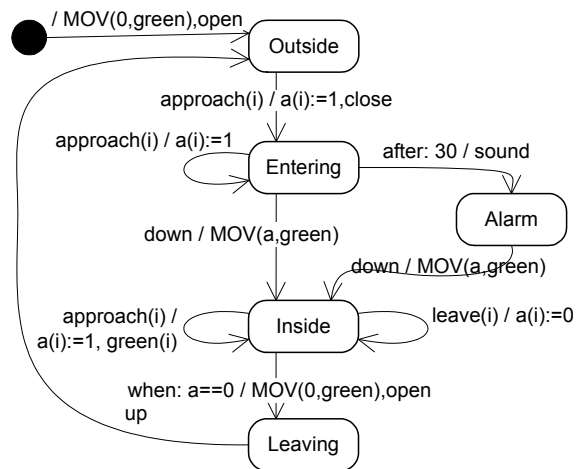 / MOV(0,green),open
Outside
approach(i) / a(i):=1,close
approach(i) / a(i):=1
Entering
after: 30 / sound
Alarm
down / MOV(a,green)
down / MOV(a,green)
approach(i) /
a(i):=1, green(i)
Inside
leave(i) / a(i):=0
when: a==0 / MOV(0,green),open
up
Leaving